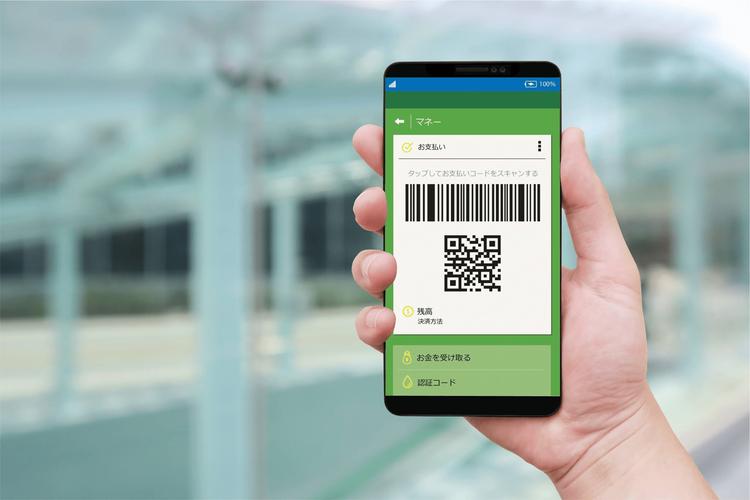 100%
マネー
お支払い
タップしてお支払いコードをスキャンする
残高
決済方法
お金を受け取る
認証コード